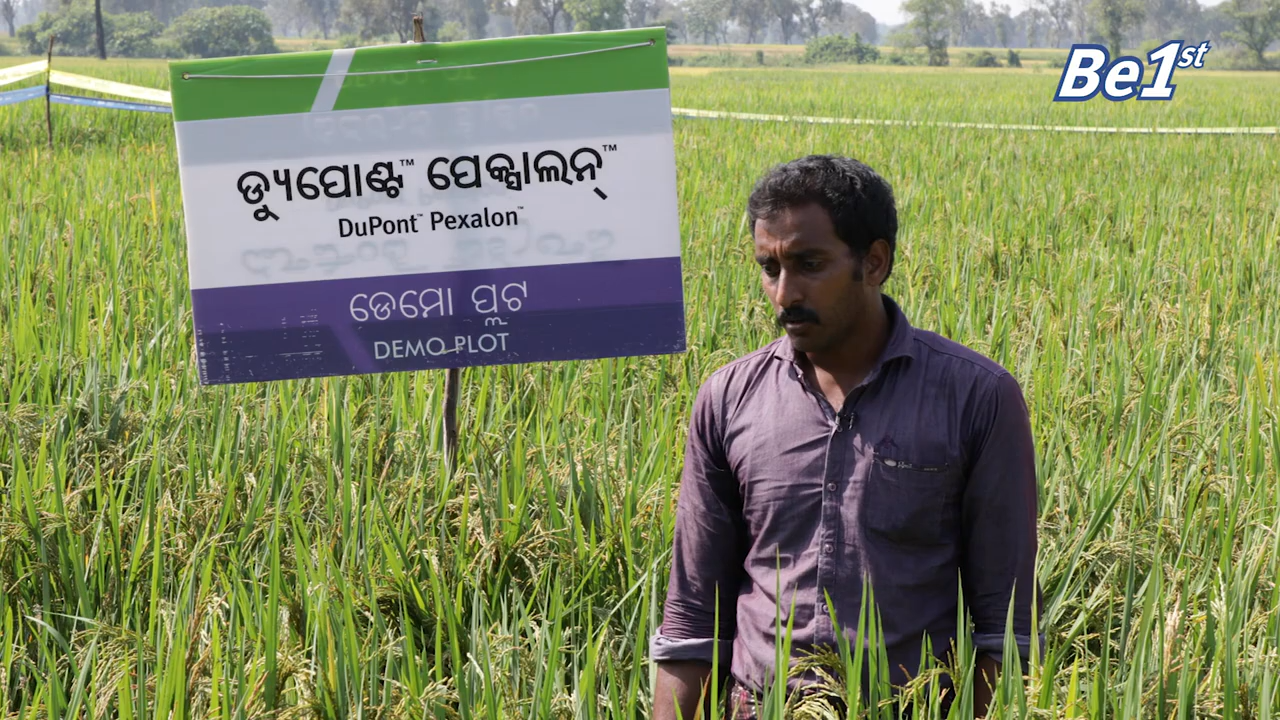 Be1st
ଡ୍ୟୁପୋଣ୍ଟ™ ପେକ୍ସାଲନ୍™
DuPont™ Pexalon™
ଡେମୋ ପ୍ଲଟ
DEMO PLOT